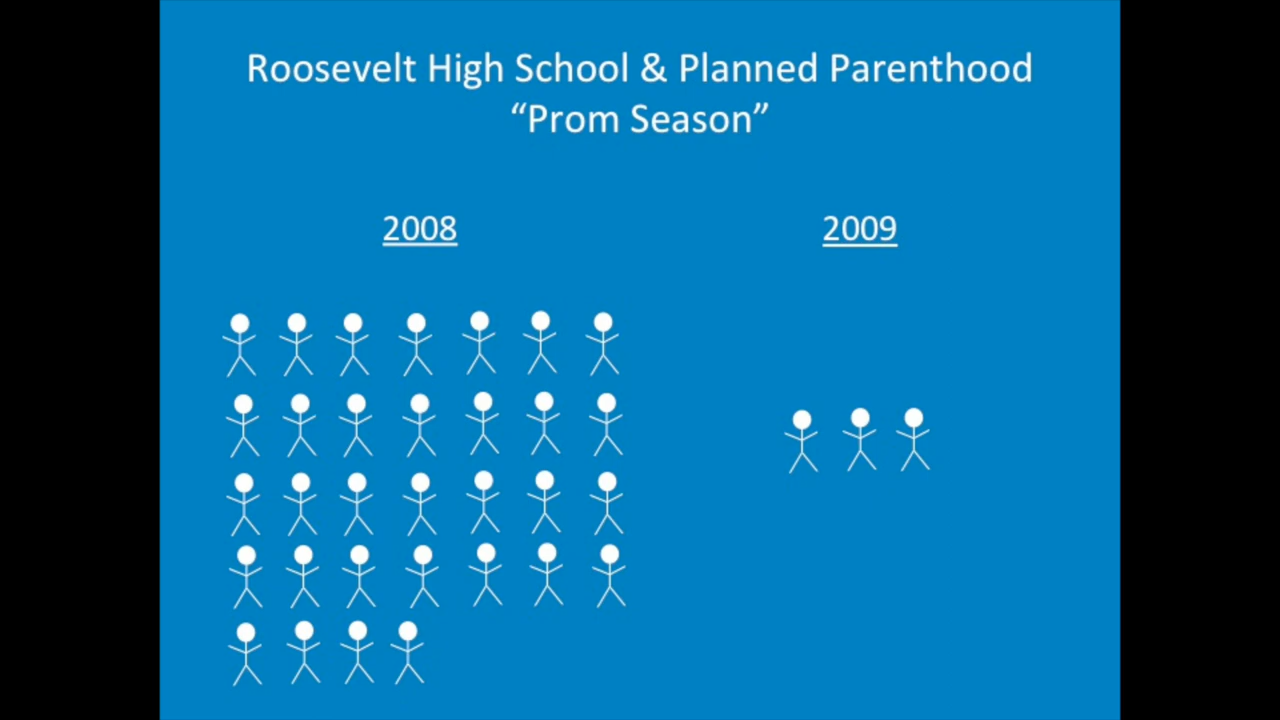 Roosevelt High School & Planned Parenthood
“Prom Season”
2008
2009